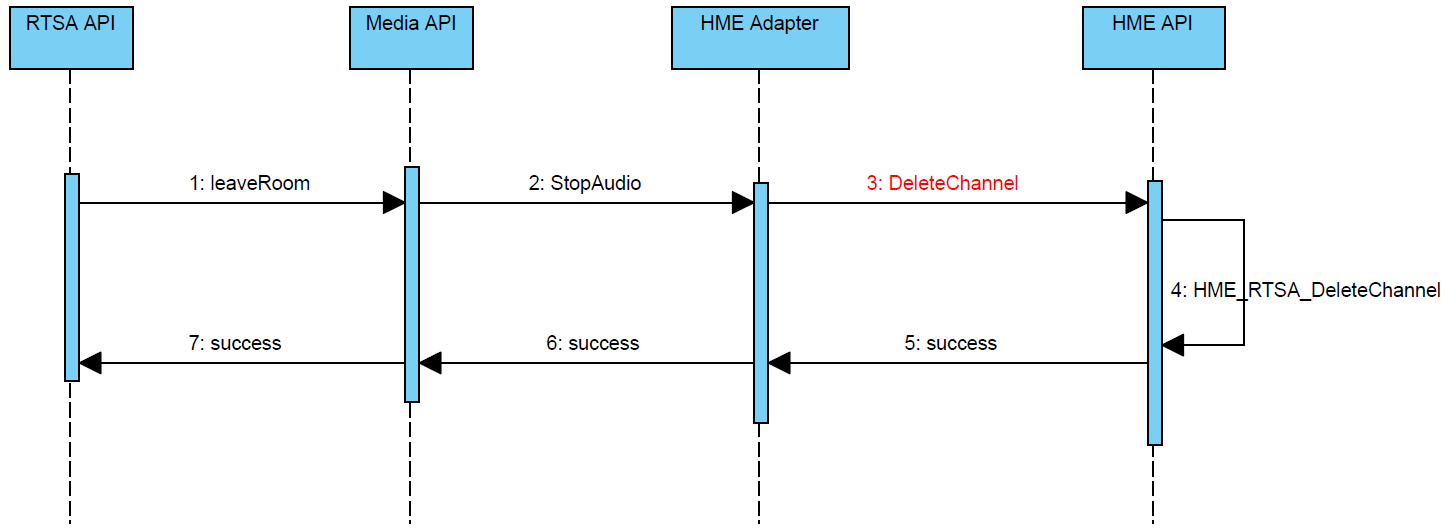 RTSA API
Media API
HME Adapter
HME API
1: leaveRoom
2: StopAudio
3: DeleteChannel
4: HME_RTSA_DeleteChannel
7: success
6: success
5: success